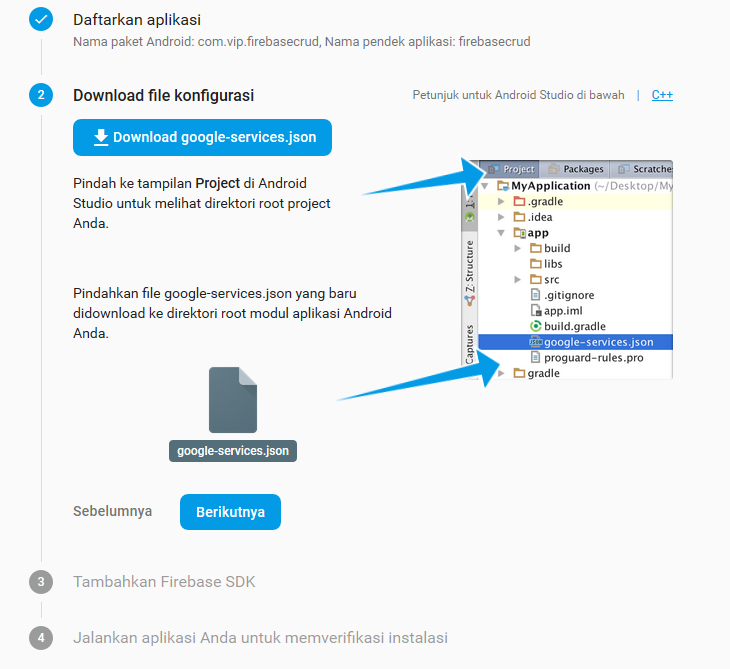 Daftarkan aplikasi
Nama paket Android: com.vip.firebasecrud, Nama pendek aplikasi: firebasecrud
2
Download file konfigurasi
Petunjuk untuk Android Studio di bawah | C++
Download google-services.json
Pindah ke tampilan Project di Android
Studio untuk melihat direktori root project
Anda.
Project
Packages
Scratche
MyApplication (~/Desktop/My
.gradle
.idea
app
build
libs
src
.gitignore
app.iml
build.gradle
google-services.json
proguard-rules.pro
gradle
1:
Z: Structure
Captures
Pindahkan file google-services.json yang baru
didownload ke direktori root modul aplikasi Android
Anda.
google-services.json
Sebelumnya
Berikutnya
3
Tambahkan Firebase SDK
4
Jalankan aplikasi Anda untuk memverifikasi instalasi